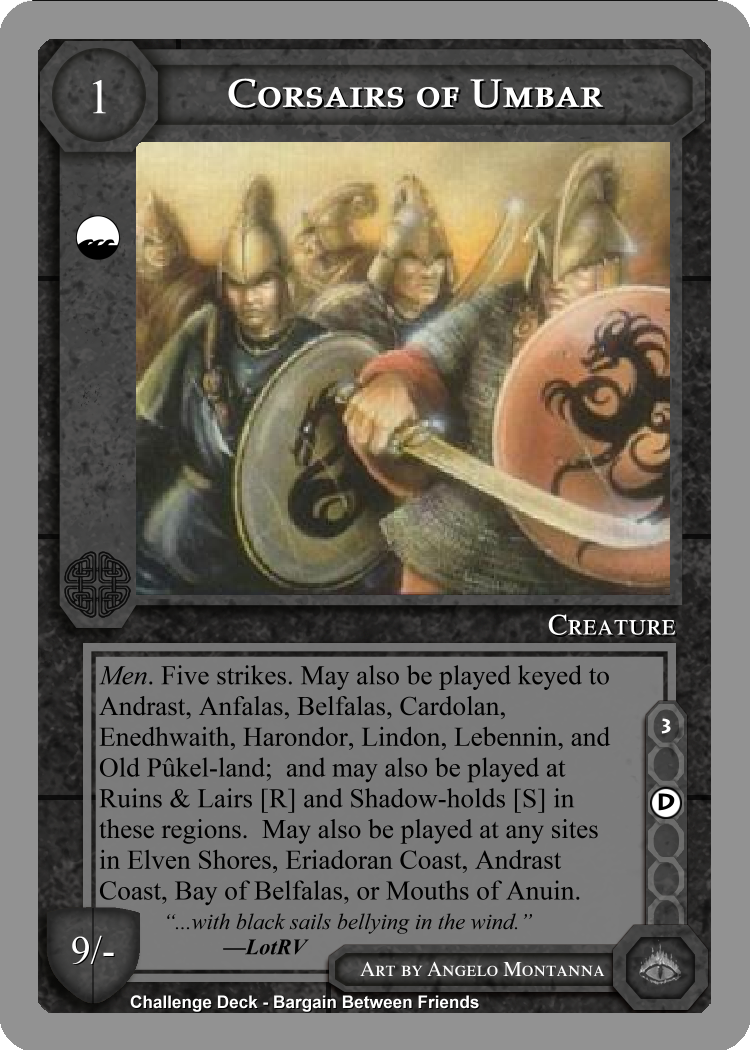 1
CORSAIRS OF UMBAR
CREATURE
Men. Five strikes. May also be played keyed to
Andrast, Anfalas, Belfalas, Cardolan,
Enedhwaith, Harondor, Lindon, Lebennin, and
Old Pûkel-land; and may also be played at
Ruins & Lairs [R] and Shadow-holds [S] in
these regions. May also be played at any sites
in Elven Shores, Eriadoran Coast, Andrast
Coast, Bay of Belfalas, or Mouths of Anuin.
“...with black sails bellying in the wind.”
—LotRV
3
D
9/-
ART BY ANGELO MONTANNA
Challenge Deck - Bargain Between Friends